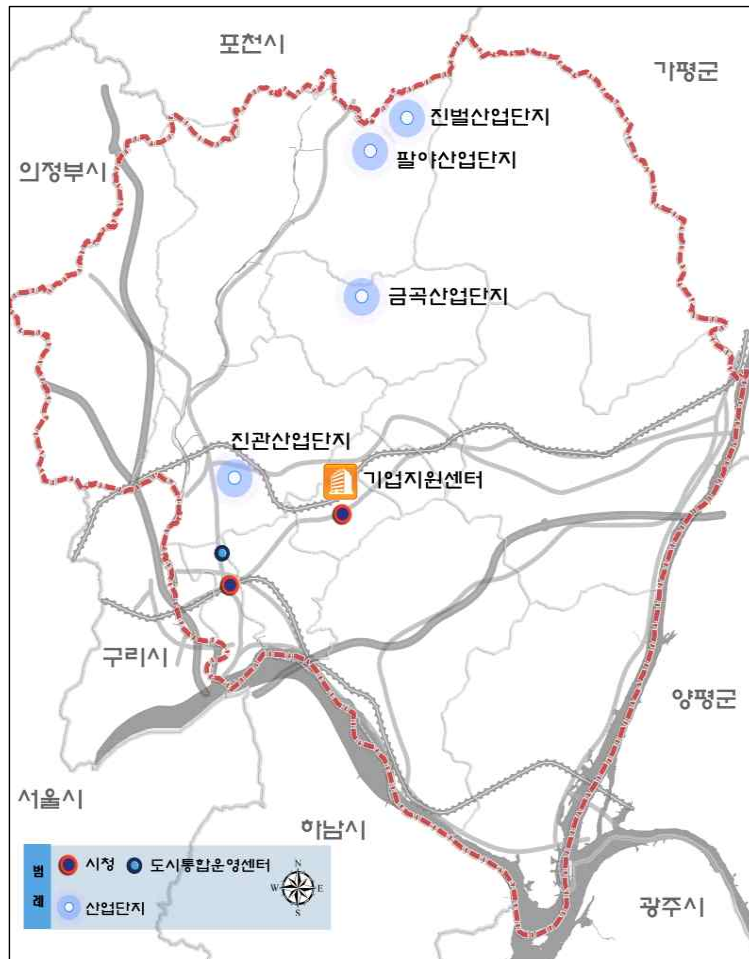 포천시
가평군
진벌산업단지
팔야산업단지
의정부시
금곡산업단지
진관산업단지
기업지원센터
구리시
양평군
서울시
하남시
광주시
범례
시청
도시통합운영센터
산업단지
N
W
E
S